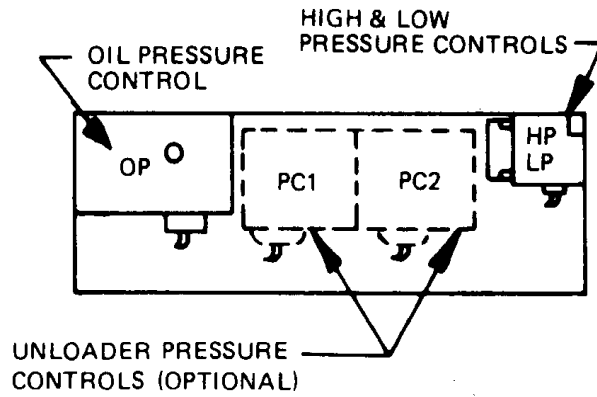 HIGH & LOW
PRESSURE CONTROLS
OIL PRESSURE
CONTROL
OP
PC1
PC2
HP
LP
UNLOADER PRESSURE
CONTROLS (OPTIONAL)